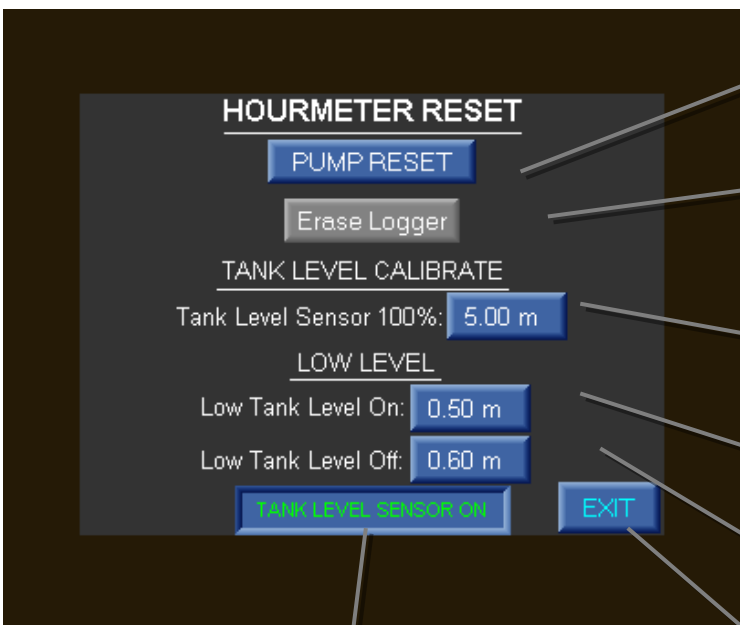 HOURMETER RESET
PUMP RESET
Erase Logger
TANK LEVEL CALIBRATE
Tank Level Sensor 100%: 5.00 m
LOW LEVEL
Low Tank Level On: 0.50 m
Low Tank Level Off: 0.60 m
TANK LEVEL SENSOR ON EXIT